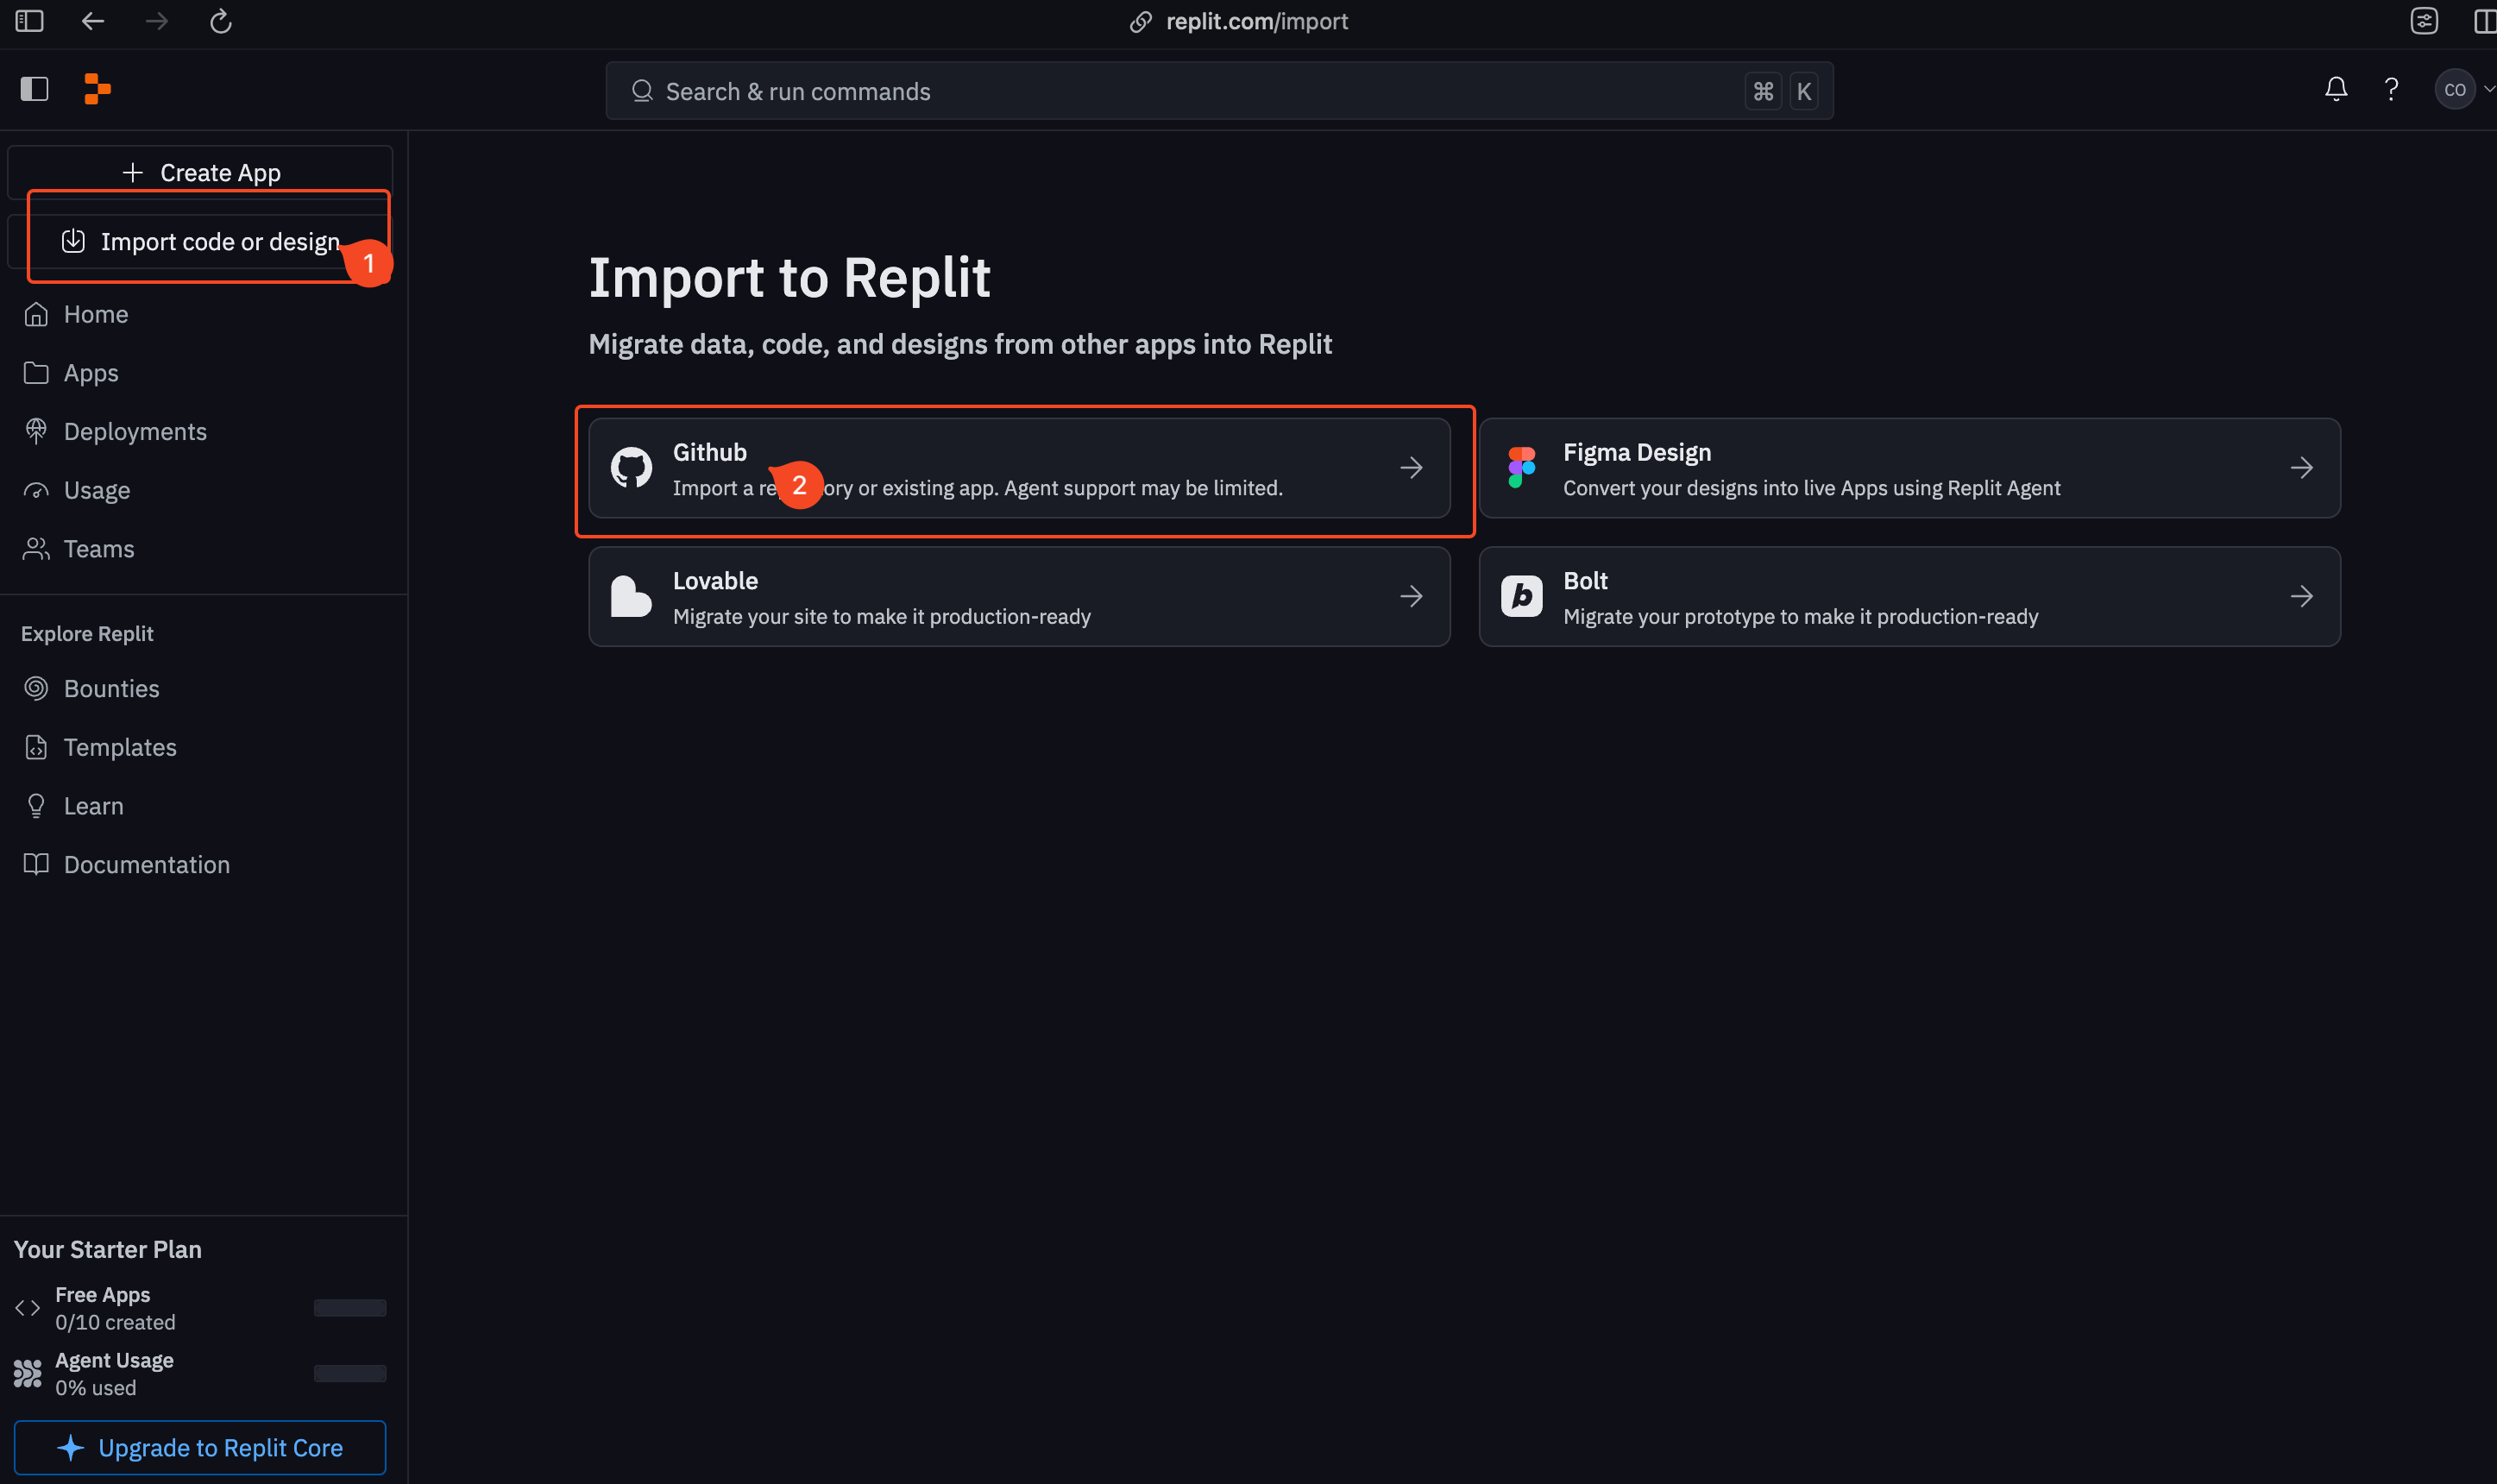 replit.com/import
Search & run commands
⌘ K
CO
Create App
Import code or design
1
Home
Apps
Deployments
Usage
Teams
Explore Replit
Bounties
Templates
Learn
Documentation
Your Starter Plan
Free Apps
0/10 created
Agent Usage
0% used
Upgrade to Replit Core
Import to Replit
Migrate data, code, and designs from other apps into Replit
Github
2
Import a ory or existing app. Agent support may be limited.
Figma Design
Convert your designs into live Apps using Replit Agent
Lovable
Migrate your site to make it production-ready
Bolt
Migrate your prototype to make it production-ready